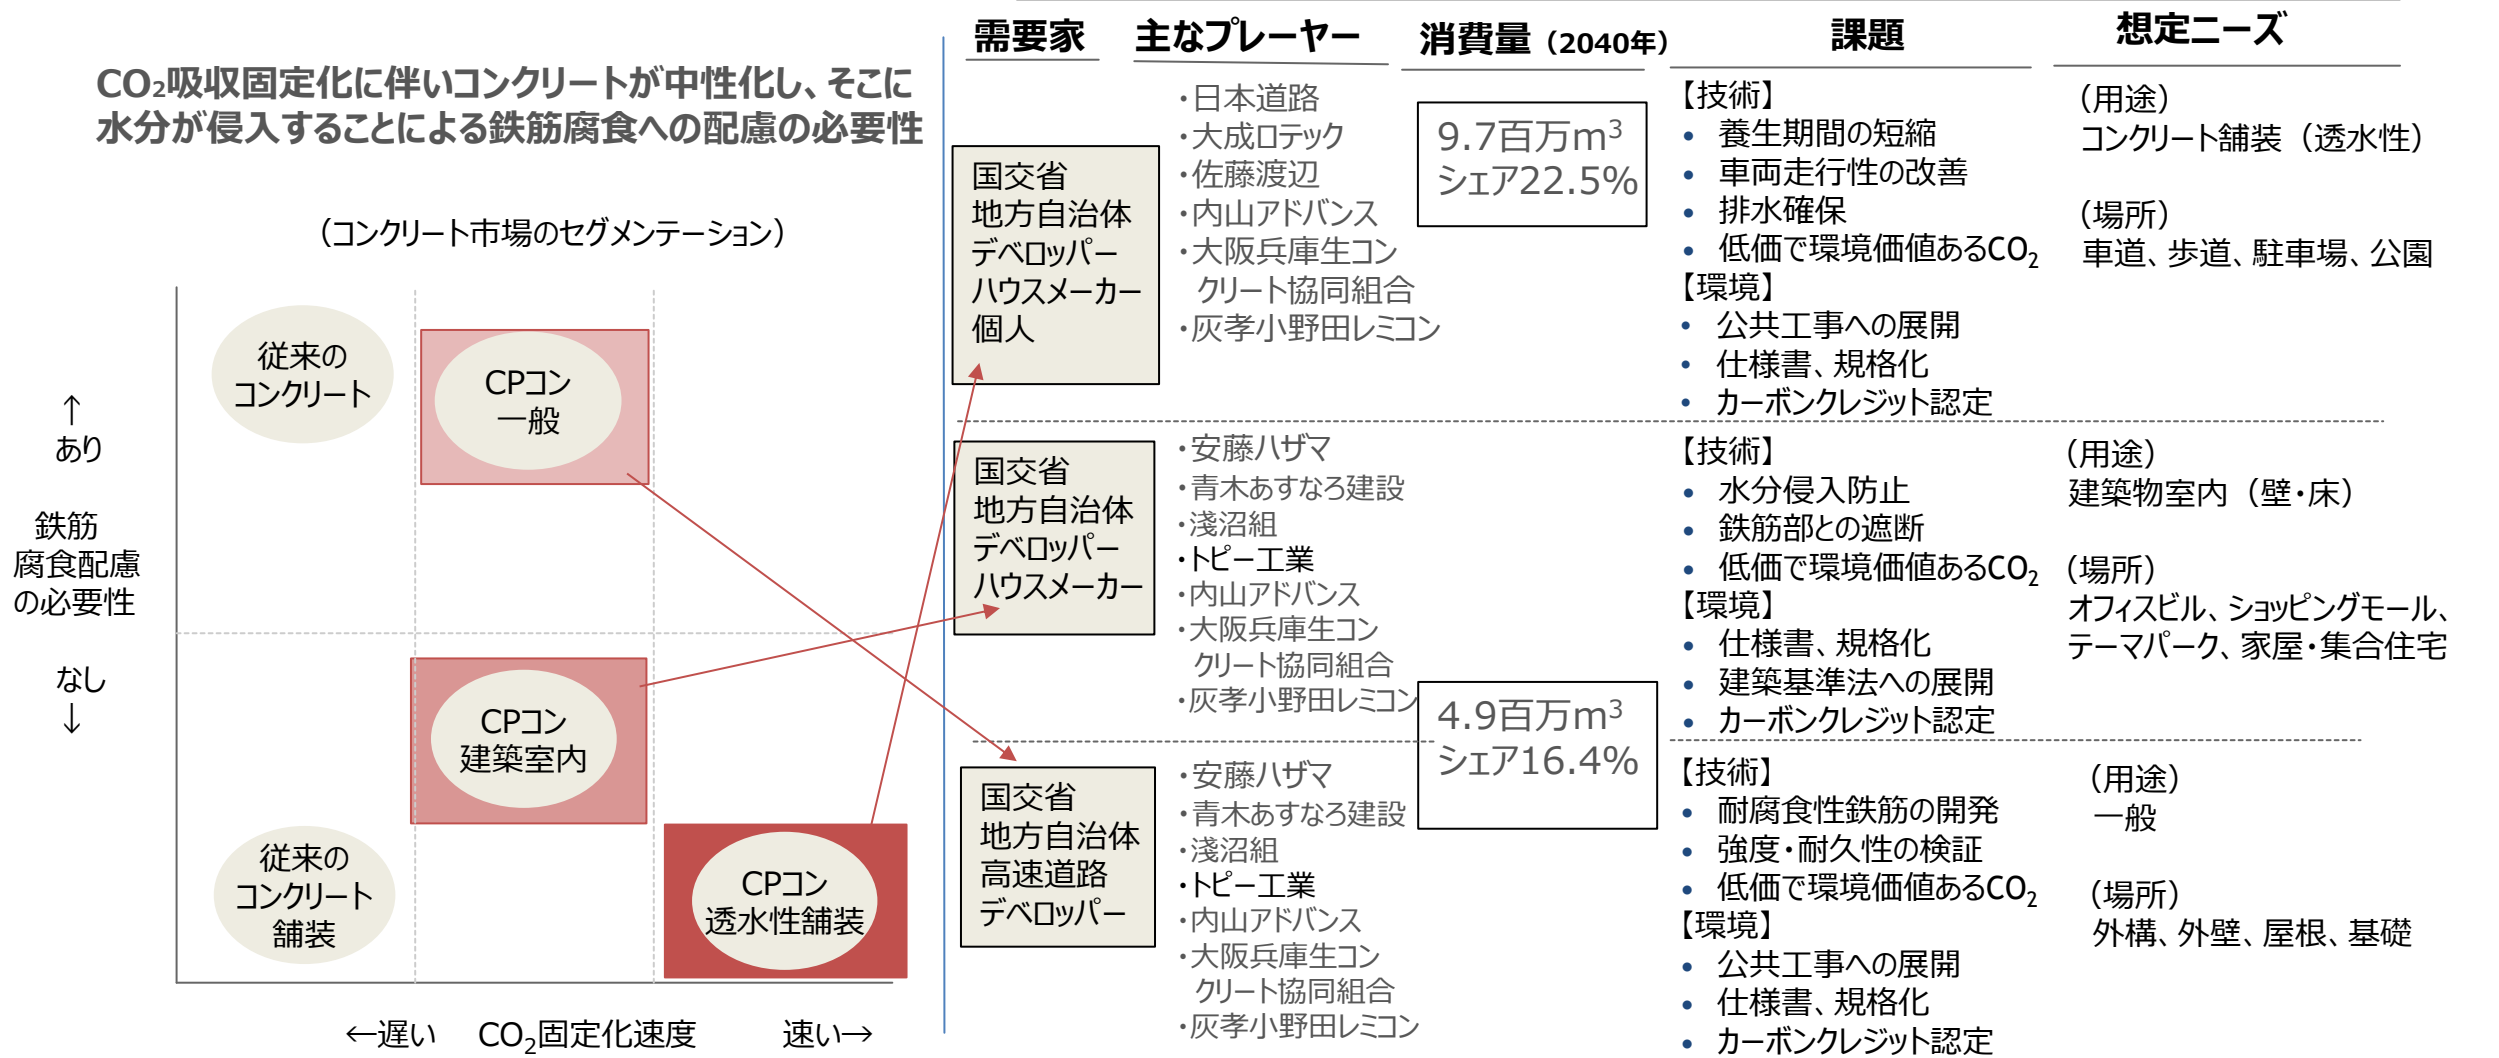 CO₂吸収固定化に伴いコンクリートが中性化し、そこに
水分が侵入することによる鉄筋腐食への配慮の必要性
（コンクリート市場のセグメンテーション）
↑
あり
鉄筋
腐食配慮
の必要性
なし
↓
従来の
コンクリート
CPコン
一般
CPコン
建築室内
従来の
コンクリート
舗装
CPコン
透水性舗装
←遅い CO₂固定化速度 速い→
需要家
主なプレーヤー
消費量（2040年）
課題
想定ニーズ
国交省
地方自治体
デベロッパー
ハウスメーカー
個人
・日本道路
・大成ロテック
・佐藤渡辺
・内山アドバンス
・大阪兵庫生コン
クリート協同組合
・灰孝小野田レミコン
9.7百万m³
シェア22.5%
【技術】
• 養生期間の短縮
• 車両走行性の改善
• 排水確保
• 低価で環境価値あるCO₂
【環境】
• 公共工事への展開
• 仕様書、規格化
• カーボンクレジット認定
（用途）
コンクリート舗装（透水性）
（場所）
車道、歩道、駐車場、公園
国交省
地方自治体
デベロッパー
ハウスメーカー
・安藤ハザマ
・青木あすなろ建設
・淺沼組
・トピー工業
・内山アドバンス
・大阪兵庫生コン
クリート協同組合
・灰孝小野田レミコン
4.9百万m³
シェア16.4%
【技術】
• 水分侵入防止
• 鉄筋部との遮断
• 低価で環境価値あるCO₂
【環境】
• 仕様書、規格化
• 建築基準法への展開
• カーボンクレジット認定
（用途）
建築物室内（壁・床）
（場所）
オフィスビル、ショッピングモール、
テーマパーク、家屋・集合住宅
国交省
地方自治体
高速道路
デベロッパー
・安藤ハザマ
・青木あすなろ建設
・淺沼組
・トピー工業
・内山アドバンス
・大阪兵庫生コン
クリート協同組合
・灰孝小野田レミコン
【技術】
• 耐腐食性鉄筋の開発
• 強度・耐久性の検証
• 低価で環境価値あるCO₂
【環境】
• 公共工事への展開
• 仕様書、規格化
• カーボンクレジット認定
（用途）
一般
（場所）
外構、外壁、屋根、基礎